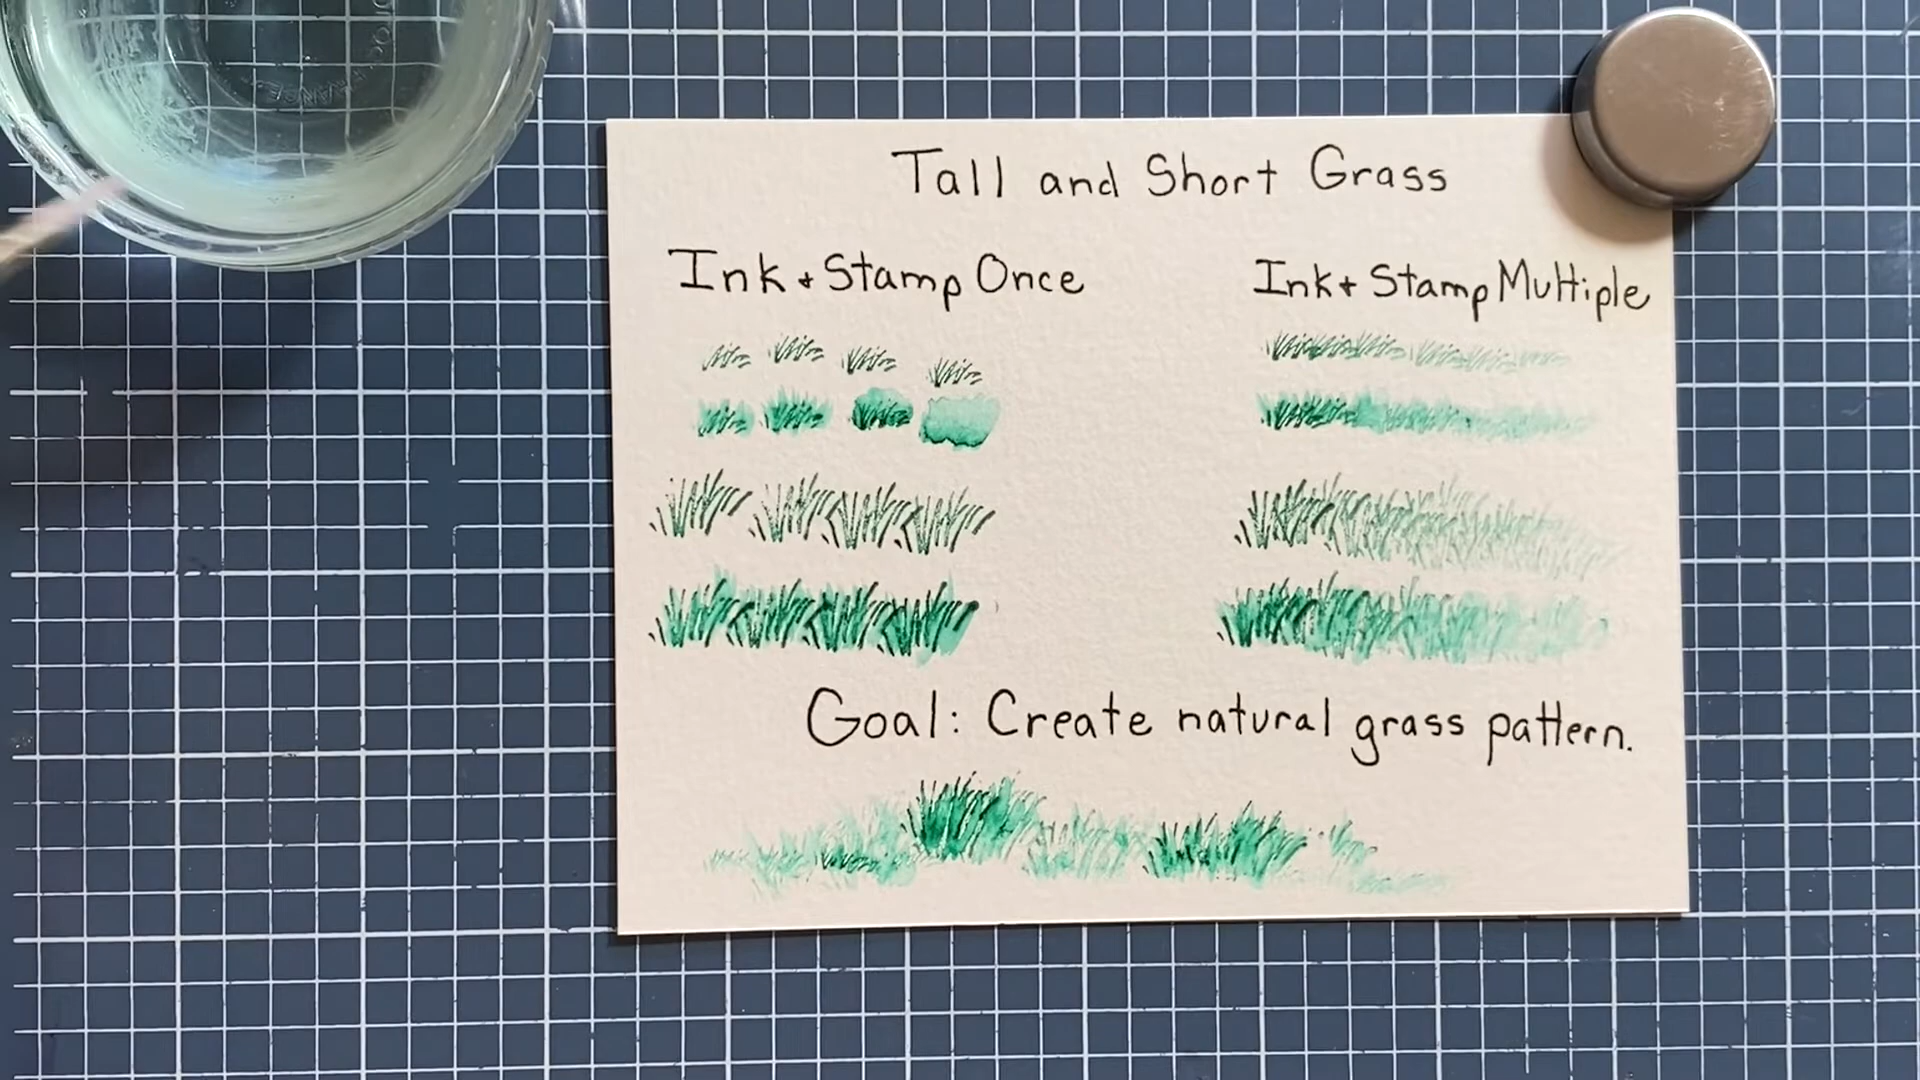 Tall and Short Grass
Ink + Stamp Once
Ink + Stamp Multiple
Goal: Create natural grass pattern.